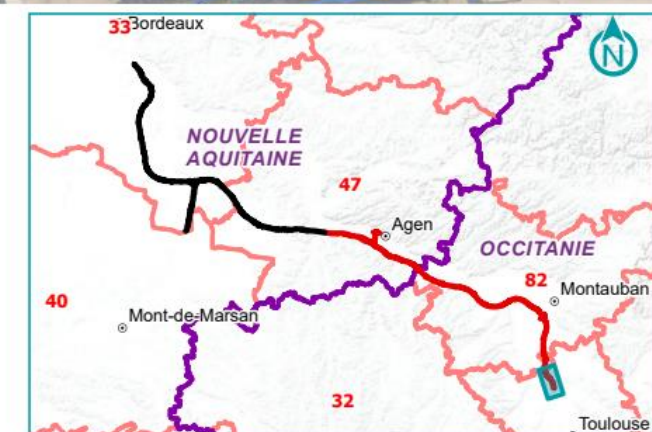 33
Bordeaux
N
NOUVELLE
AQUITAINE
47
Agen
OCCITANIE
82
Montauban
40
Mont-de-Marsan
32
Toulouse